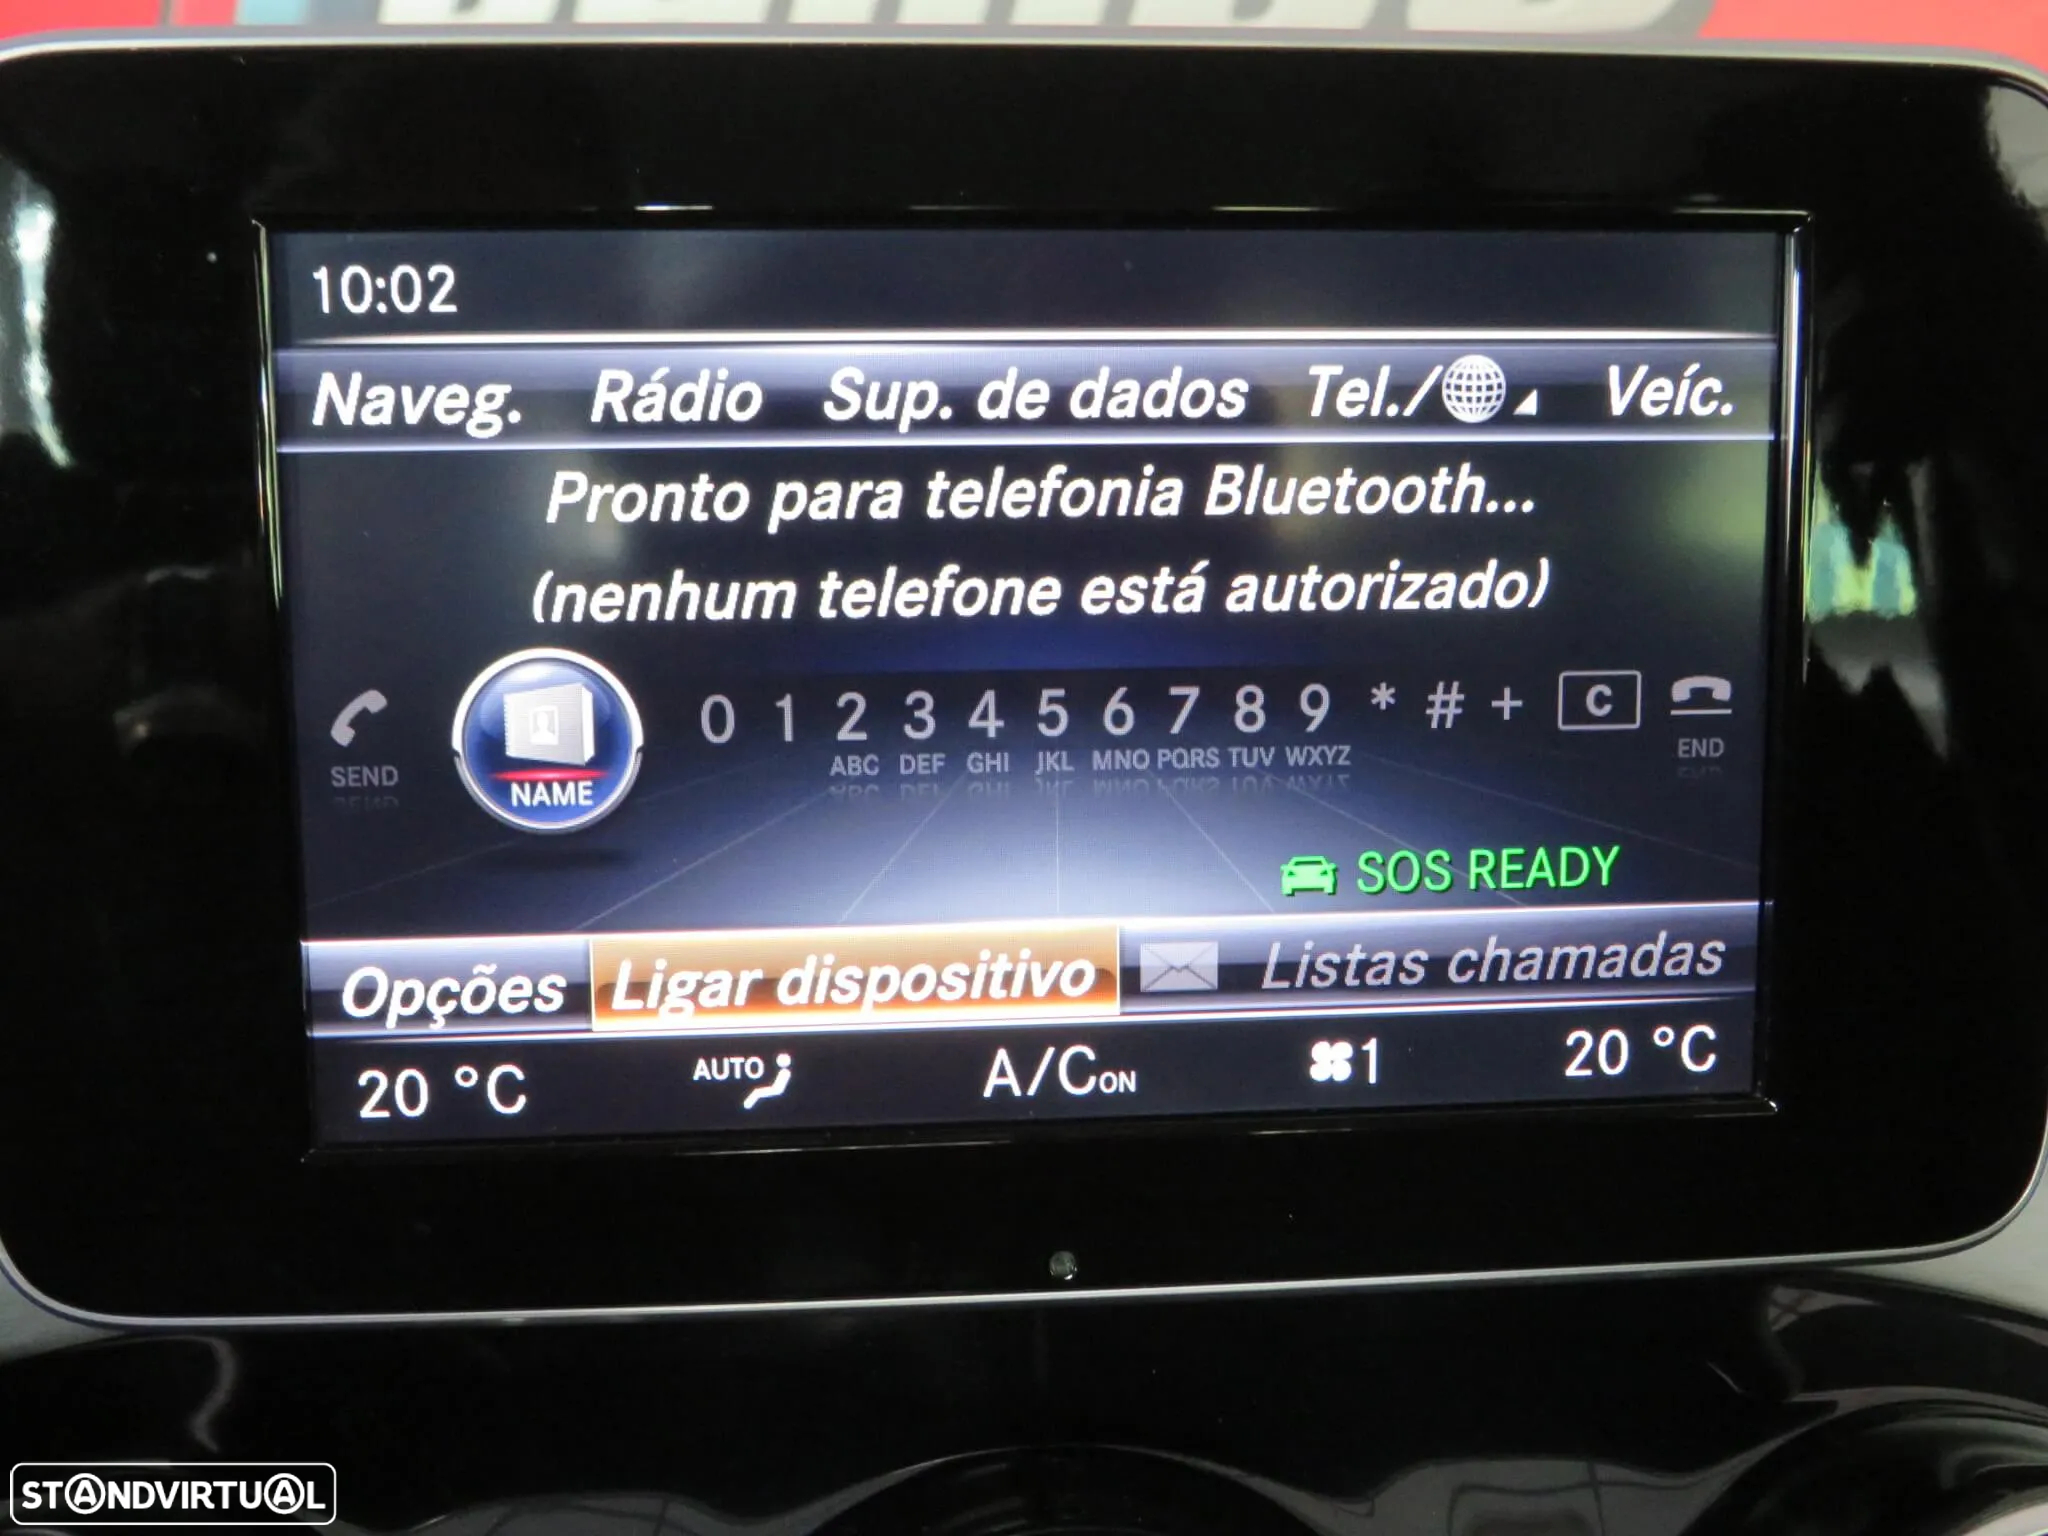 10:02
Naveg. Rádio Sup. de dados Tel./ Veíc.
Pronto para telefonia Bluetooth...
(nenhum telefone está autorizado)
0 1 2 3 4 5 6 7 8 9 * # + C
SEND NAME ABC DEF GHI JKL MNO PQRS TUV WXYZ END
SOS READY
Opções Ligar dispositivo Listas chamadas
20 °C AUTO A/C ON 1 20 °C
STANDVIRTUAL